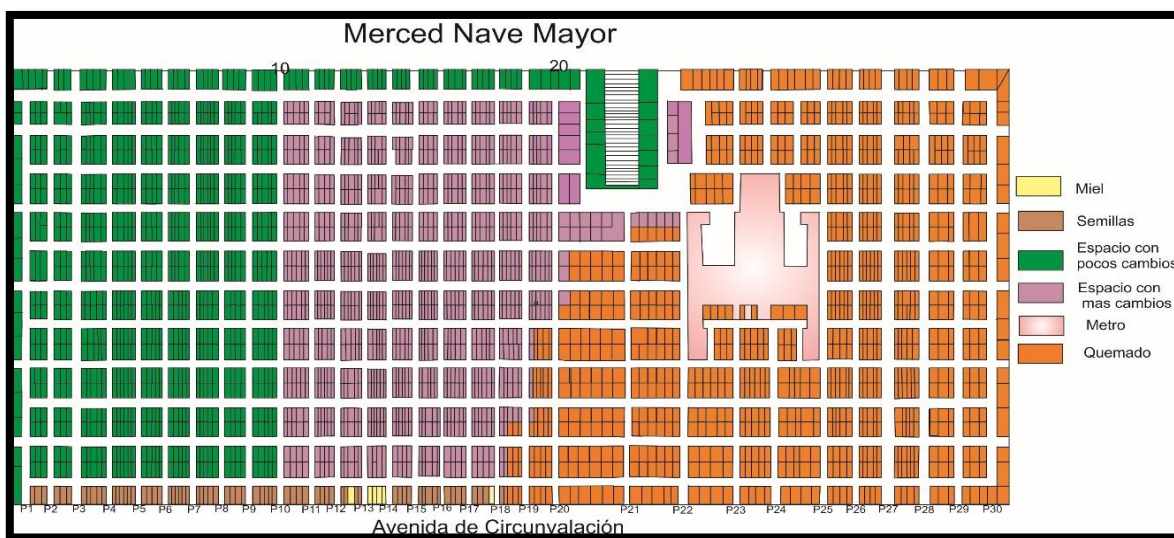 Merced Nave Mayor
10
20
Miel
Semillas
Espacio con
pocos cambios
Espacio con
mas cambios
Metro
Quemado
P1 P2 P3 P4 P5 P6 P7 P8 P9 P10 P11 P12 P13 P14 P15 P16 P17 P18 P19 P20 P21 P22 P23 P24 P25 P26 P27 P28 P29 P30
Avenida de Circunvalación